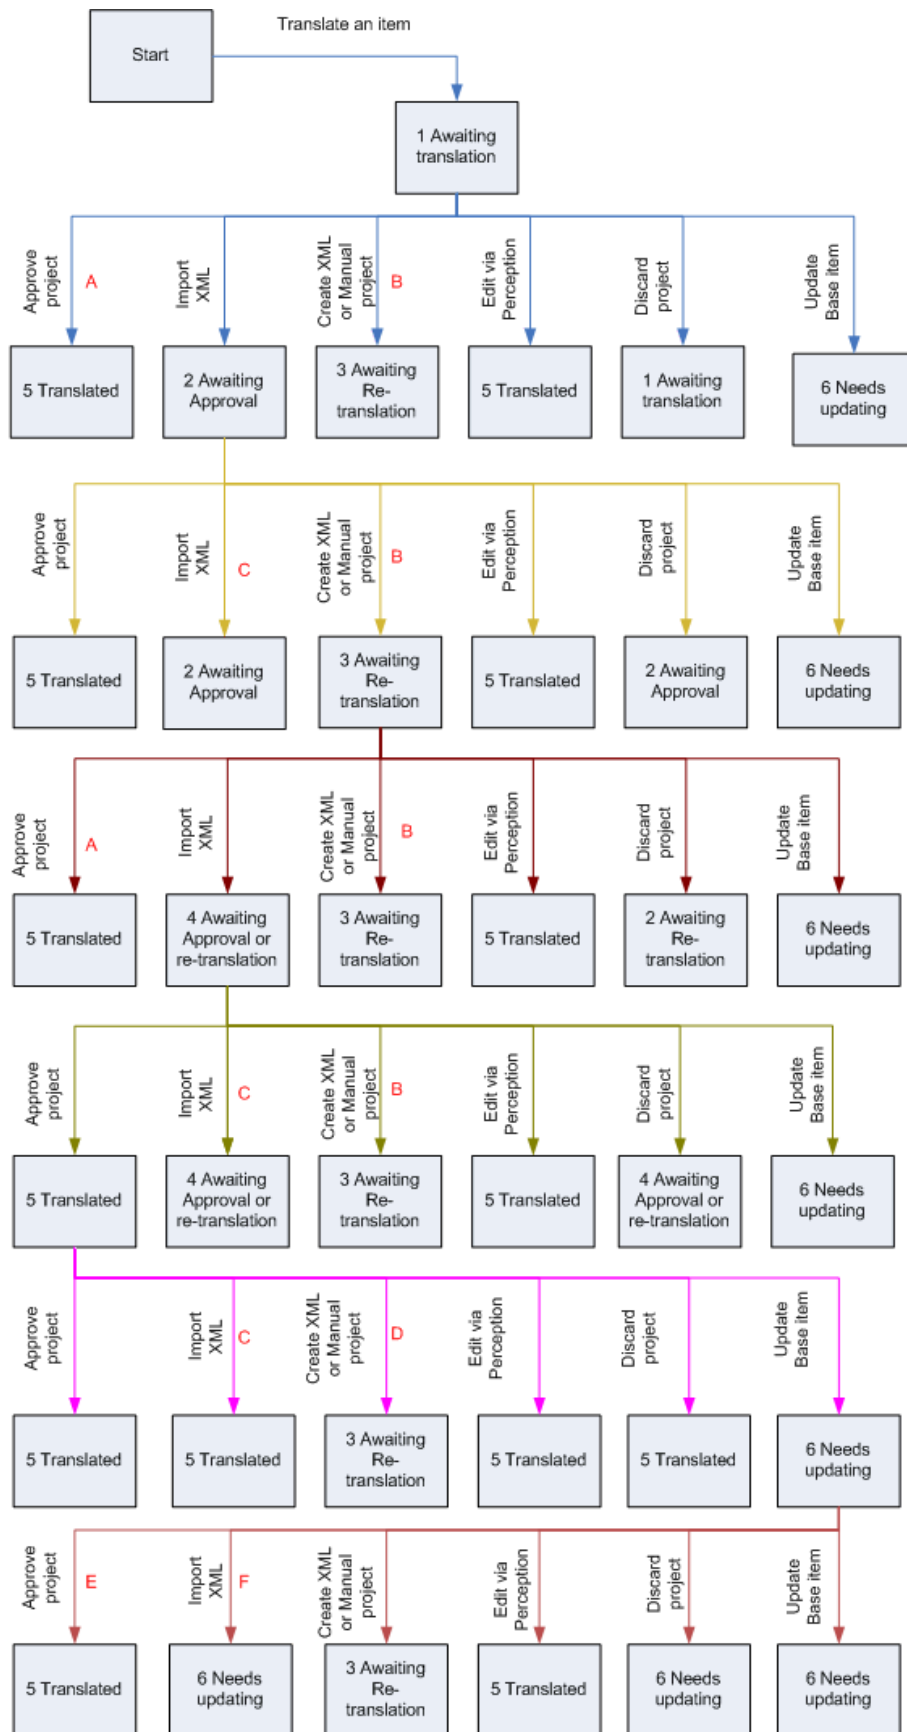 Translate an item
Start
1 Awaiting
translation
Approve
project
A
Import
XML
Create XML
or Manual
project
B
Edit via
Perception
Discard
project
Update
Base item
5 Translated
2 Awaiting
Approval
3 Awaiting
Re-
translation
5 Translated
1 Awaiting
translation
6 Needs
updating
Approve
project
Import
XML
C
Create XML
or Manual
project
B
Edit via
Perception
Discard
project
Update
Base item
5 Translated
2 Awaiting
Approval
3 Awaiting
Re-
translation
5 Translated
2 Awaiting
Approval
6 Needs
updating
Approve
project
A
Import
XML
Create XML
or Manual
project
B
Edit via
Perception
Discard
project
Update
Base item
5 Translated
4 Awaiting
Approval or
re-translation
3 Awaiting
Re-
translation
5 Translated
2 Awaiting
Re-
translation
6 Needs
updating
Approve
project
Import
XML
C
Create XML
or Manual
project
B
Edit via
Perception
Discard
project
Update
Base item
5 Translated
4 Awaiting
Approval or
re-translation
3 Awaiting
Re-
translation
5 Translated
4 Awaiting
Approval or
re-translation
6 Needs
updating
Approve
project
Import
XML
C
Create XML
or Manual
project
D
Edit via
Perception
Discard
project
Update
Base item
5 Translated
5 Translated
3 Awaiting
Re-
translation
5 Translated
5 Translated
6 Needs
updating
Approve
project
E
Import
XML
F
Create XML
or Manual
project
Edit via
Perception
Discard
project
Update
Base item
5 Translated
6 Needs
updating
3 Awaiting
Re-
translation
5 Translated
6 Needs
updating
6 Needs
updating